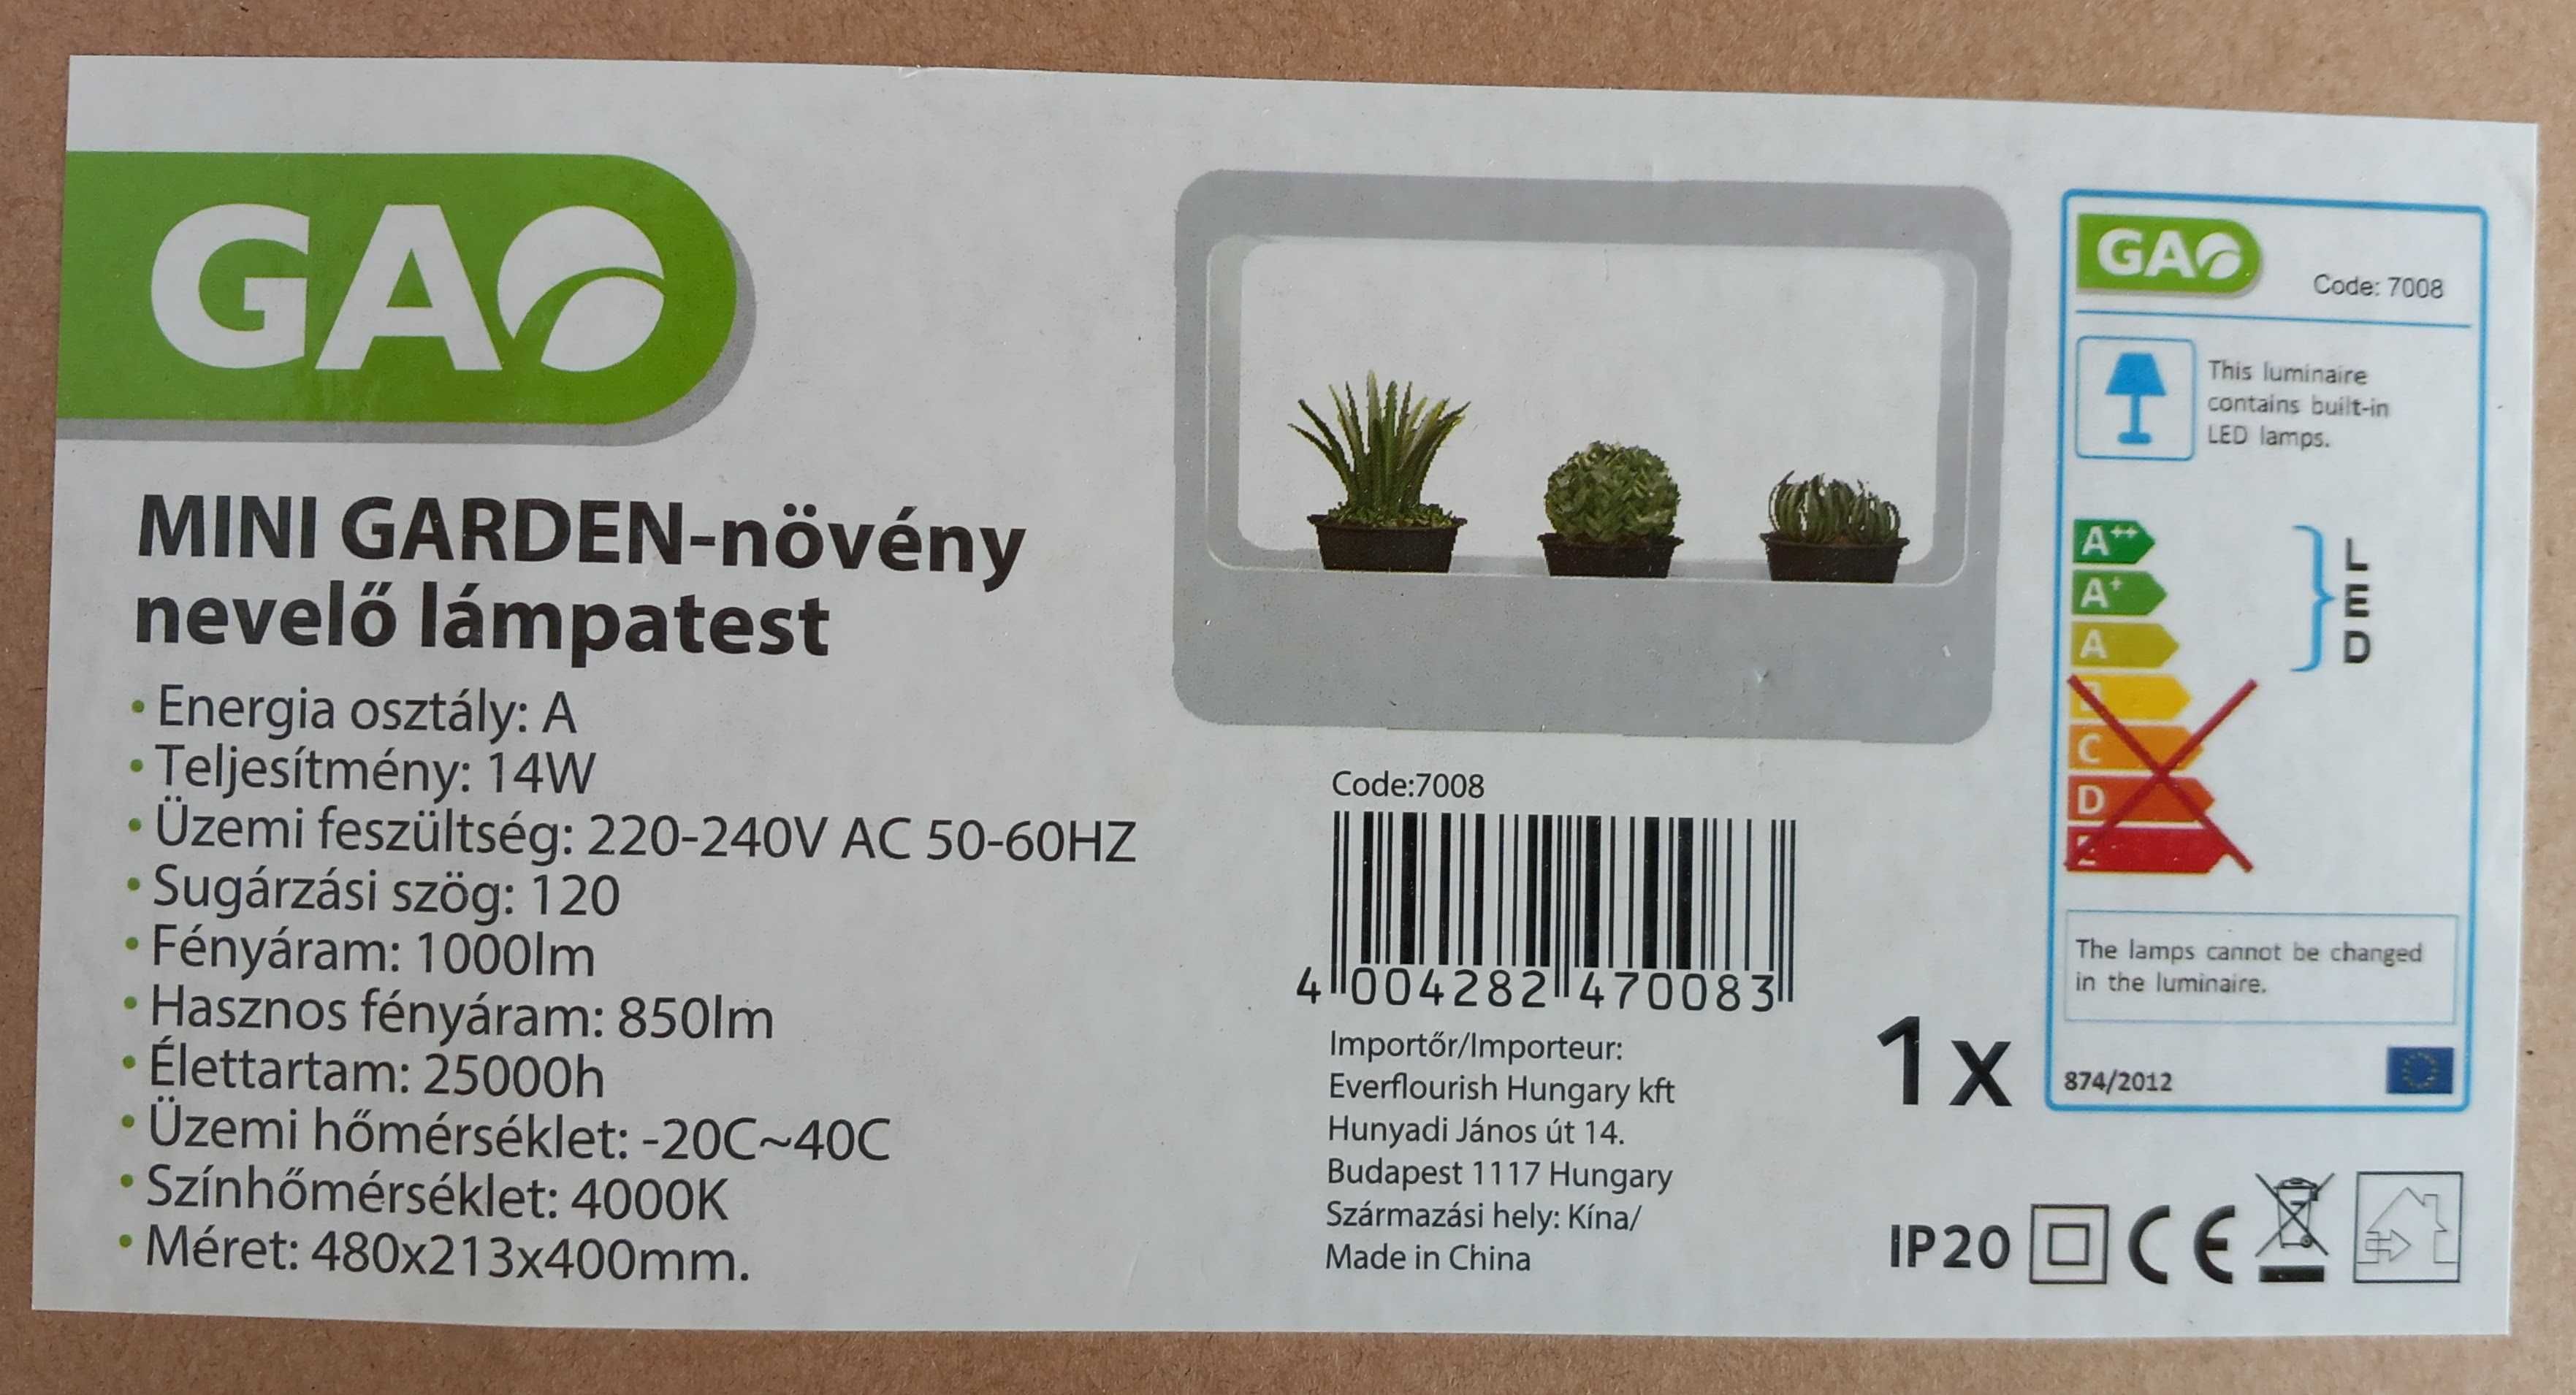 GAO
MINI GARDEN-növény
nevelő lámpatest
• Energia osztály: A
• Teljesítmény: 14W
• Üzemi feszültség: 220-240V AC 50-60HZ
• Sugárzási szög: 120
• Fényáram: 1000lm
• Hasznos fényáram: 850lm
• Élettartam: 25000h
• Üzemi hőmérséklet: -20C~40C
• Színhőmérséklet: 4000K
• Méret: 480x213x400mm.
Code:7008
4 004282 470083
Importőr/Importeur:
Everflourish Hungary kft
Hunyadi János út 14.
Budapest 1117 Hungary
Származási hely: Kína/
Made in China
1x
GAO
Code: 7008
This luminaire
contains built-in
LED lamps.
A++
A+
A
C
D
LED
The lamps cannot be changed
in the luminaire.
874/2012
IP20 CE